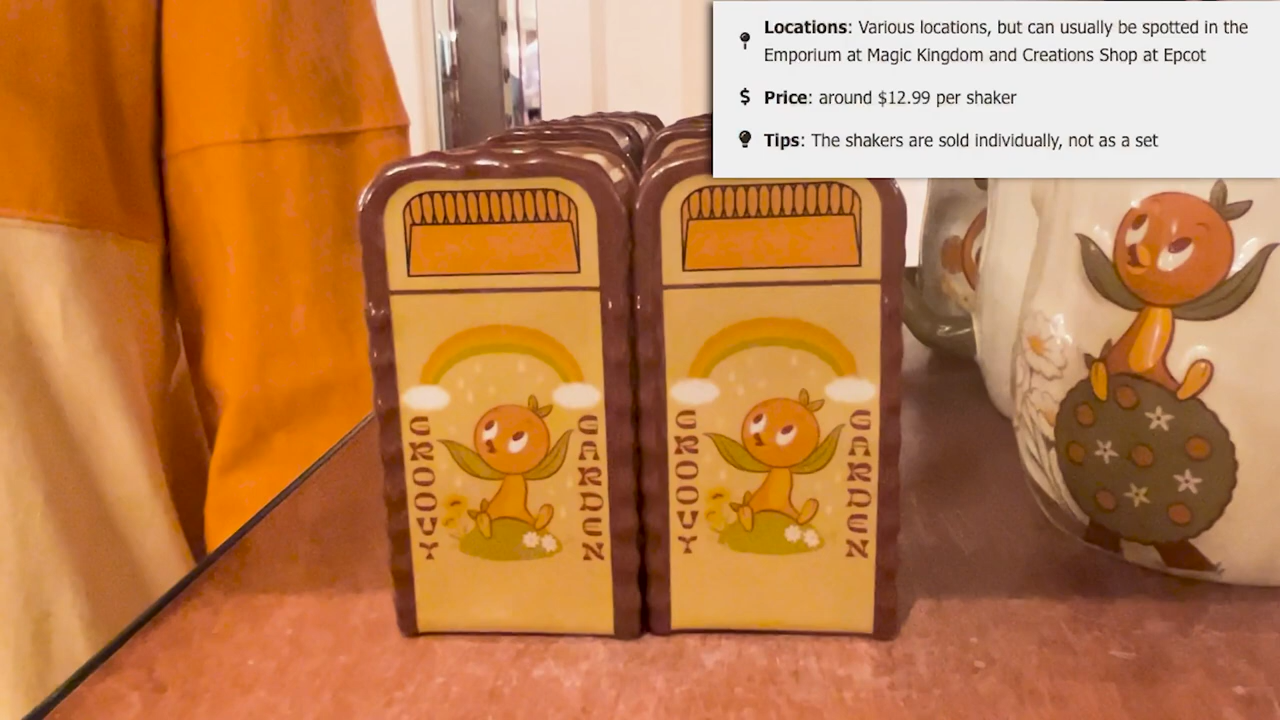 Locations: Various locations, but can usually be spotted in the
Emporium at Magic Kingdom and Creations Shop at Epcot
$ Price: around $12.99 per shaker
Tips: The shakers are sold individually, not as a set
GROOVY
GARDEN
GROOVY
GARDEN